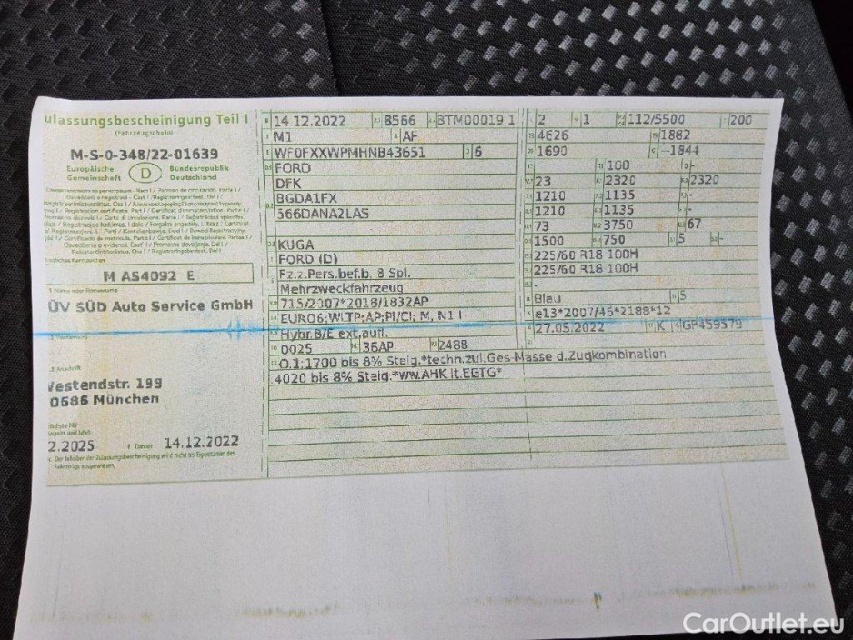 ulassungsbescheinigung Teil I
(Fahrzeugschein)
M-S-0-348/22-01639
Europäische Gemeinschaft
D
Bundesrepublik Deutschland
M AS4092 E
ÜV SÜD Auto Service GmbH
Vestendstr. 199
0686 München
2.2025
14.12.2022
14.12.2022 8566 BTM00019 1
M1 AF
WF0FXXWPMHNB43651 6
FORD
DFK
BGDA1FX
566DANA2LAS
KUGA
FORD (D)
Fz.z.Pers.bef.b. 8 Spl.
Mehrzweckfahrzeug
715/2007*2018/1832AP
EURO6;WLTP;AP;PI/CI; M, N1 I
Hybr.B/E ext.aufl.
0025 36AP 2488
O.1:1700 bis 8% Steig.*techn.zul.Ges-Masse d.Zugkombination
4020 bis 8% Steig.*ww.AHK lt.EGTG*
2 1 112/5500 200
4626 1882
1690 -1844
100 -
23 2320 2320
1210 1135 -
1210 1135 -
73 3750 67
1500 750 5 -
225/60 R18 100H
225/60 R18 100H
-
Blau 5
e13*2007/46*2188*12
27.05.2022 K GP459579
CarOutlet.eu